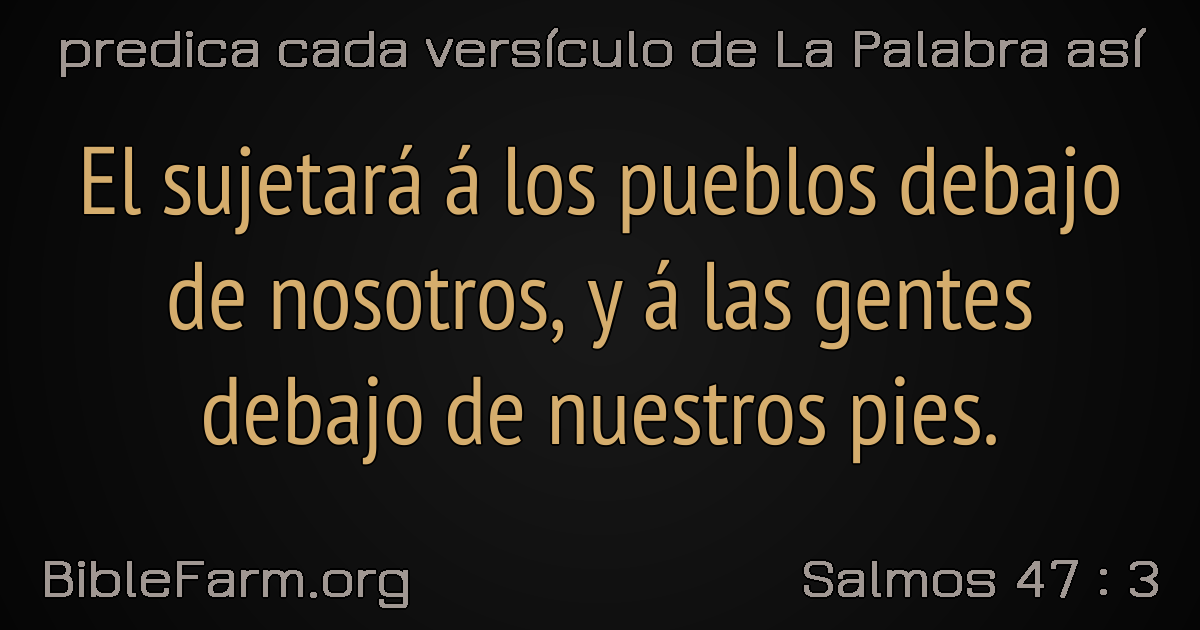 predica cada versículo de La Palabra así
El sujetará á los pueblos debajo
de nosotros, y á las gentes
debajo de nuestros pies.
BibleFarm.org
Salmos 47 : 3